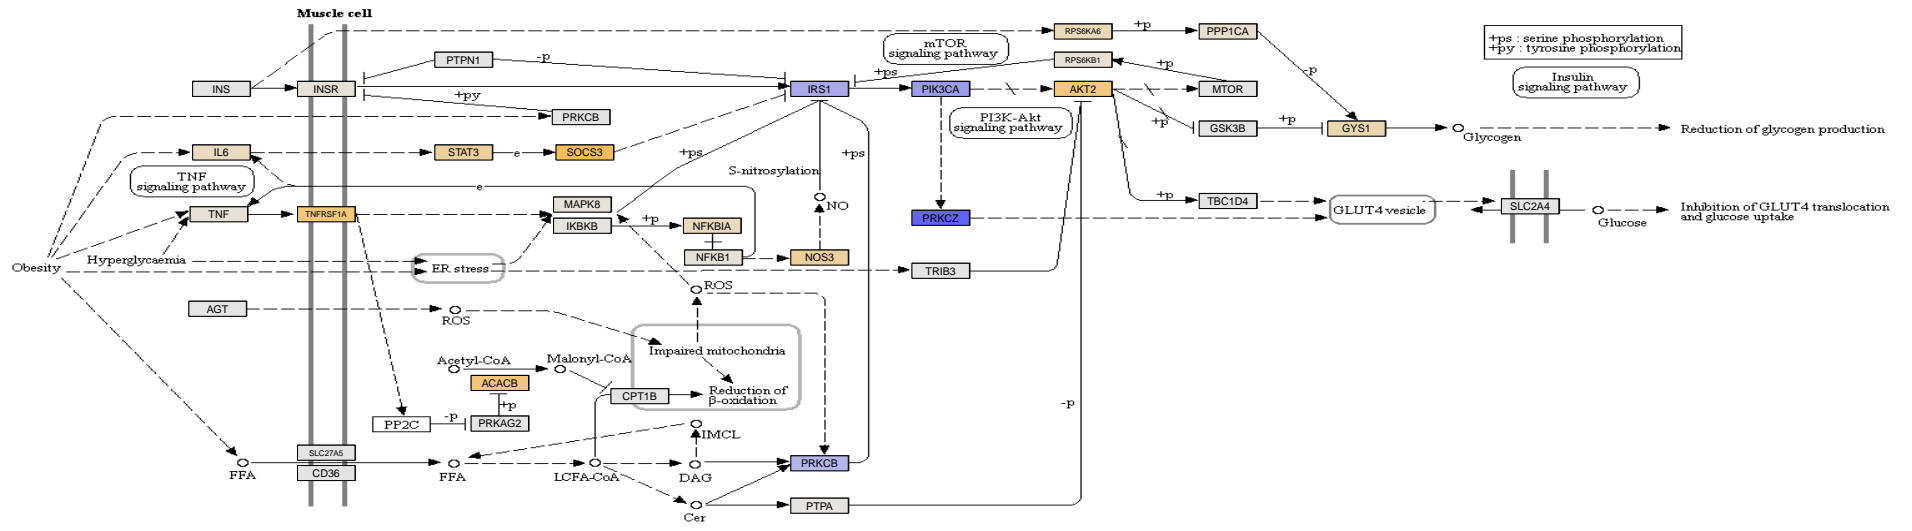 Muscle cell
RPS6KA6
+p
PPP1CA
+ps : serine phosphorylation
+py : tyrosine phosphorylation
mTOR
signaling pathway
PTPN1
-p
RPS6KB1
+p
-p
+ps
Insulin
signaling pathway
INS
INSR
IRS1
PIK3CA
AKT2
MTOR
+py
PRKCB
PI3K-Akt
signaling pathway
+p
GSK3B
+p
GYS1
Glycogen
Reduction of glycogen production
IL6
STAT3
e
SOCS3
+ps
+ps
S-nitrosylation
TNF
signaling pathway
e
+p
TBC1D4
MAPK8
NO
GLUT4 vesicle
SLC2A4
Glucose
Inhibition of GLUT4 translocation
and glucose uptake
TNF
TNFRSF1A
IKBKB
+p
NFKBIA
PRKCZ
Hyperglycaemia
NFKB1
NOS3
Obesity
ER stress
TRIB3
ROS
AGT
ROS
Impaired mitochondria
Acetyl-CoA
Malonyl-CoA
ACACB
CPT1B
Reduction of
β-oxidation
+p
-p
-p
PP2C
PRKAG2
IMCL
SLC27A5
CD36
FFA
FFA
LCFA-CoA
DAG
PRKCB
Cer
PTPA